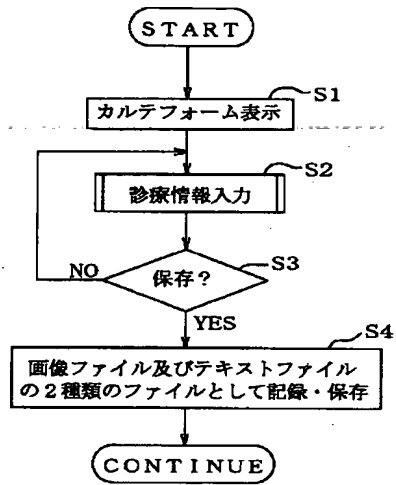 START
S1
カルテフォーム表示
S2
診療情報入力
S3
保存？
NO
YES
S4
画像ファイル及びテキストファイル
の２種類のファイルとして記録・保存
CONTINUE